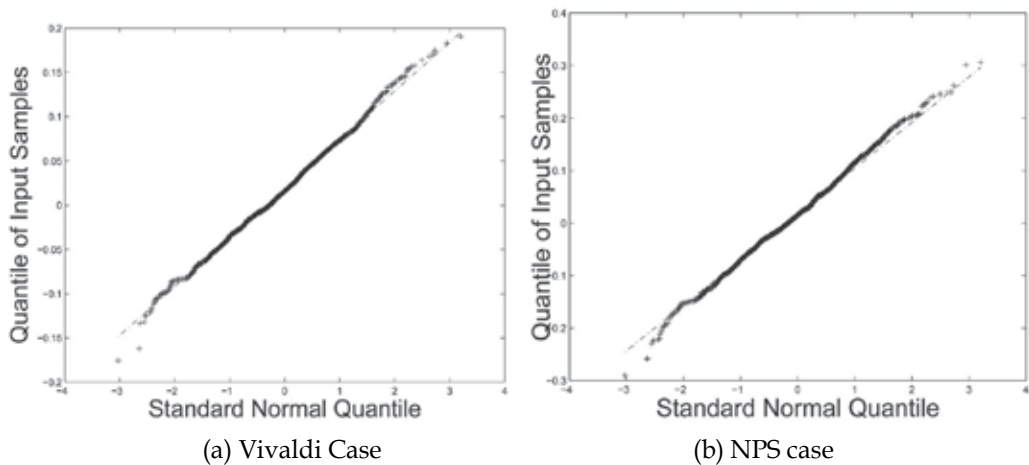 0.2
0.15
0.1
0.05
0
−0.05
−0.1
−0.15
−0.2
Quantile of Input Samples
−4 −3 −2 −1 0 1 2 3 4
Standard Normal Quantile
(a) Vivaldi Case
0.4
0.3
0.2
0.1
0
−0.1
−0.2
−0.3
Quantile of Input Samples
−4 −3 −2 −1 0 1 2 3 4
Standard Normal Quantile
(b) NPS case